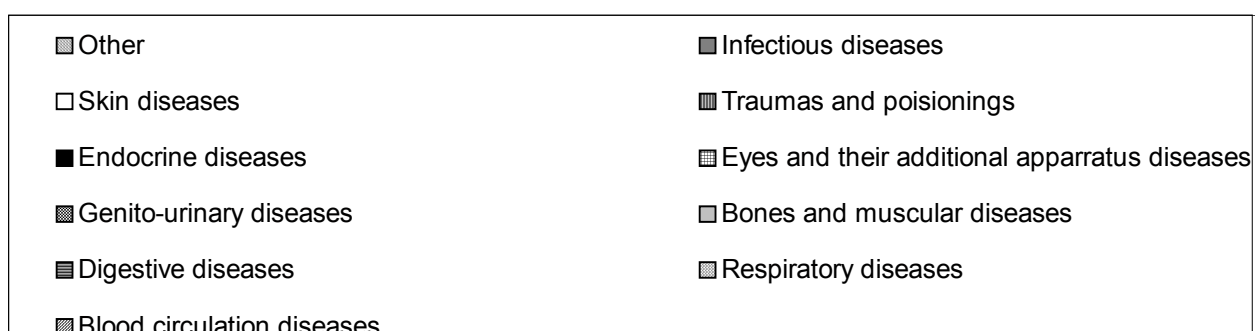 Other
Infectious diseases
Skin diseases
Traumas and poisionings
Endocrine diseases
Eyes and their additional apparratus diseases
Genito-urinary diseases
Bones and muscular diseases
Digestive diseases
Respiratory diseases
Blood circulation diseases